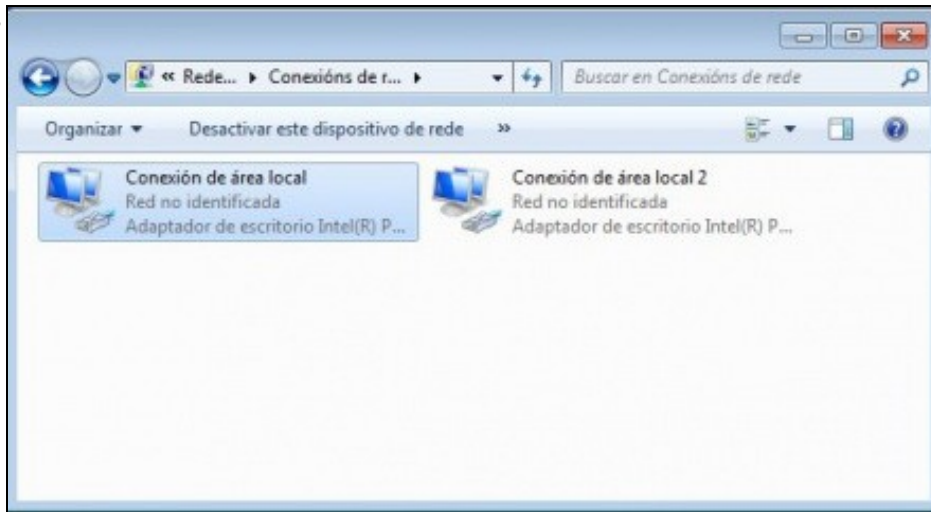 « Rede... ▸ Conexións de r... ▸
Buscar en Conexións de rede
Organizar ▾ Desactivar este dispositivo de rede »
Conexión de área local
Red no identificada
Adaptador de escritorio Intel(R) P...
Conexión de área local 2
Red no identificada
Adaptador de escritorio Intel(R) P...